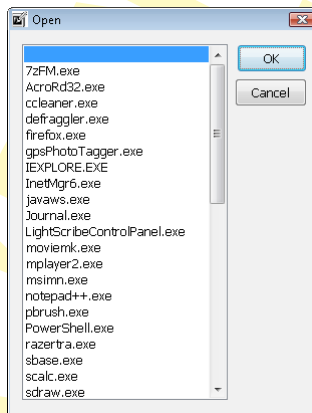 Open
OK
Cancel
7zFM.exe
AcroRd32.exe
ccleaner.exe
defraggler.exe
firefox.exe
gpsPhotoTagger.exe
IEXPLORE.EXE
InetMgr6.exe
javaws.exe
Journal.exe
LightScribeControlPanel.exe
moviemk.exe
mplayer2.exe
msimn.exe
notepad++.exe
pbrush.exe
PowerShell.exe
razertra.exe
sbase.exe
scalc.exe
sdraw.exe